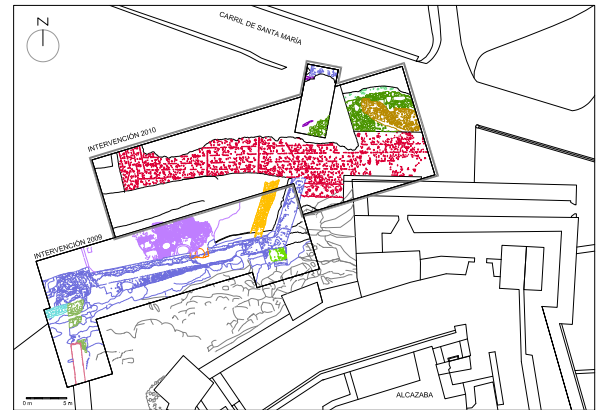 N
CARRIL DE SANTA MARÍA
INTERVENCIÓN 2010
INTERVENCIÓN 2009
ALCAZABA
0 m 5 m